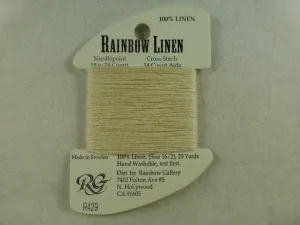 100% LINEN
RAINBOW LINEN
Needlepoint
18 to 24 Count
Cross Stitch
14 Count Aida
Made in Sweden
100% Linen, (Size 16/2), 20 Yards
Hand Washable, test first.
RG
Dist by Rainbow Gallery
7412 Fulton Ave #5
N. Hollywood
CA 91605
R429